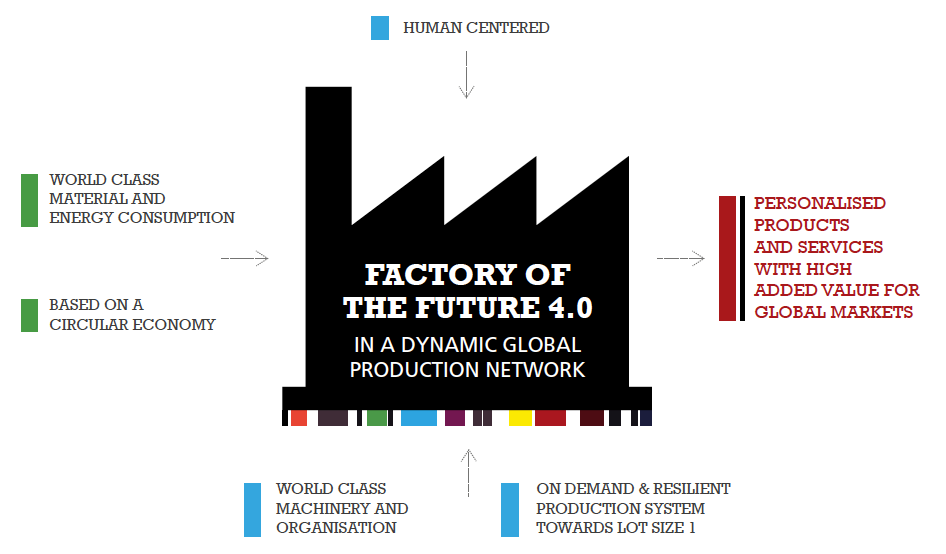 HUMAN CENTERED
WORLD CLASS
MATERIAL AND
ENERGY CONSUMPTION
BASED ON A
CIRCULAR ECONOMY
FACTORY OF
THE FUTURE 4.0
IN A DYNAMIC GLOBAL
PRODUCTION NETWORK
PERSONALISED
PRODUCTS
AND SERVICES
WITH HIGH
ADDED VALUE FOR
GLOBAL MARKETS
WORLD CLASS
MACHINERY AND
ORGANISATION
ON DEMAND & RESILIENT
PRODUCTION SYSTEM
TOWARDS LOT SIZE 1